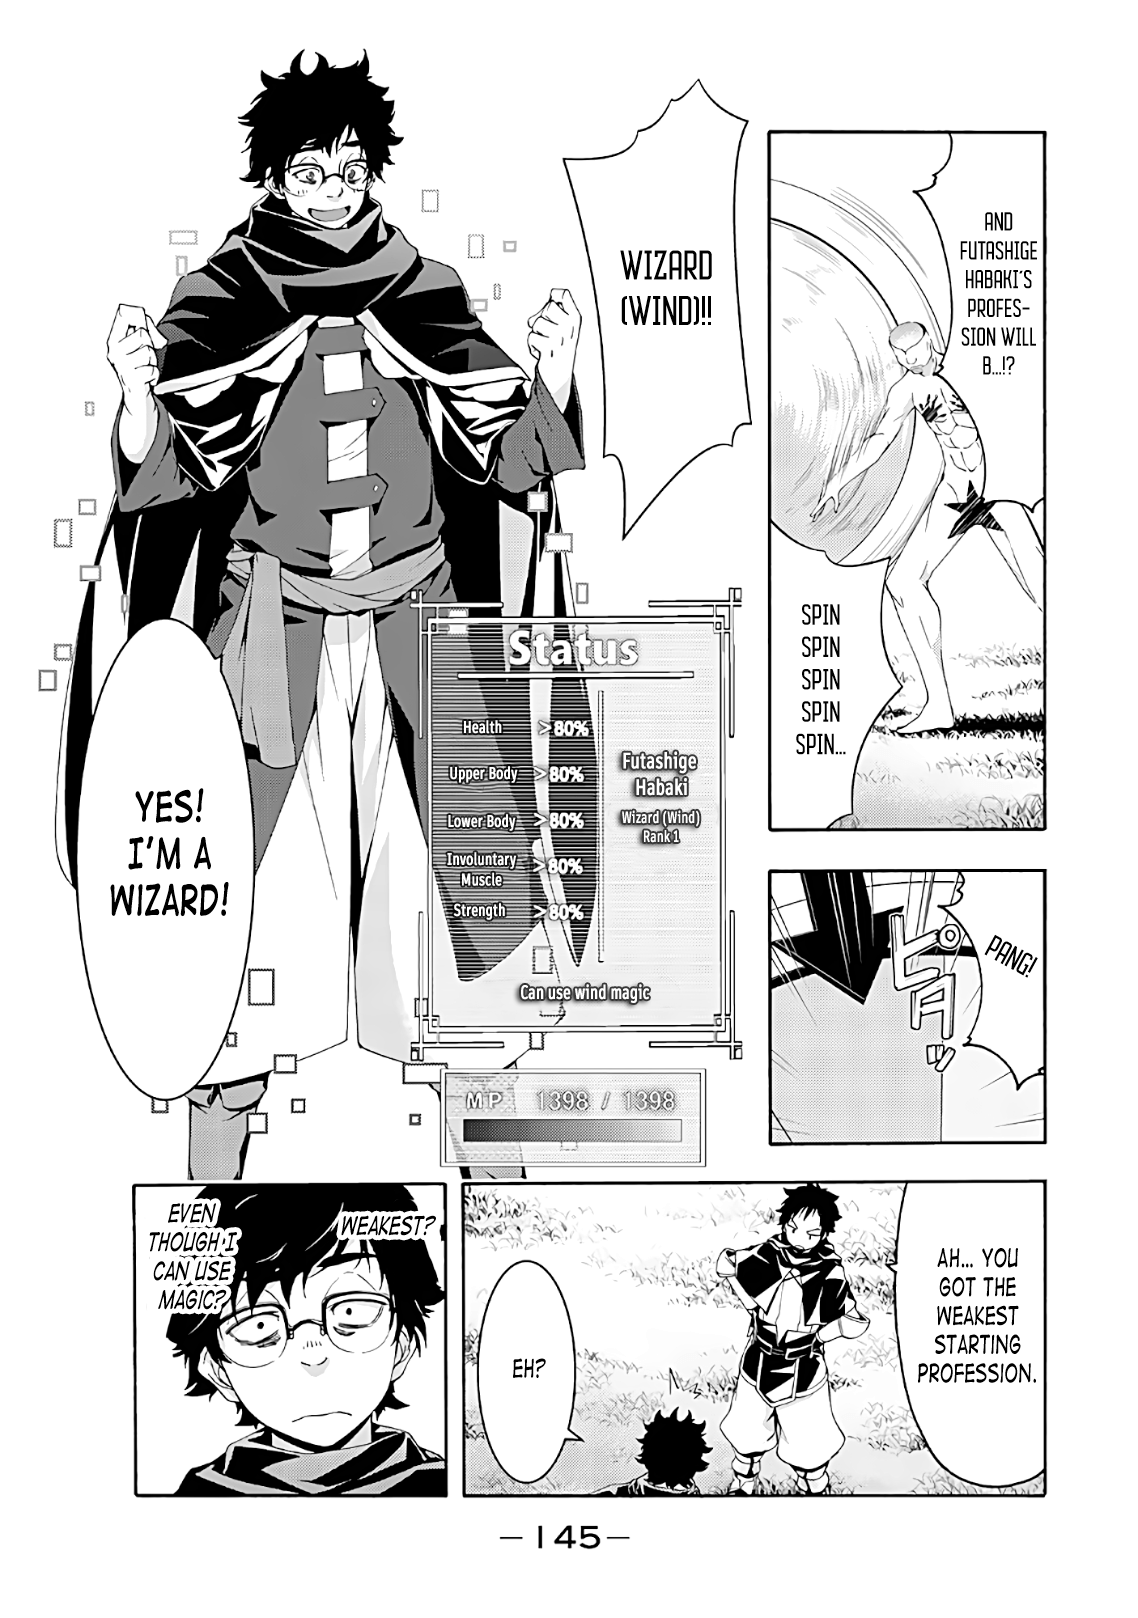 AND
FUTASHIGE
HABAKI'S
PROFES-
SION WILL
B...!?
SPIN
SPIN
SPIN
SPIN
SPIN...
PANG!
ピタッ
WIZARD
(WIND)!!
YES!
I'M A
WIZARD!
Status
Health > 80%
Upper Body > 80%
Lower Body > 80%
Involuntary
Muscle > 80%
Strength > 80%
Futashige
Habaki
Wizard (Wind)
Rank 1
Can use wind magic
MP 1398 / 1398
AH... YOU
GOT THE
WEAKEST
STARTING
PROFESSION.
EH?
WEAKEST?
EVEN
THOUGH I
CAN USE
MAGIC?
—145—